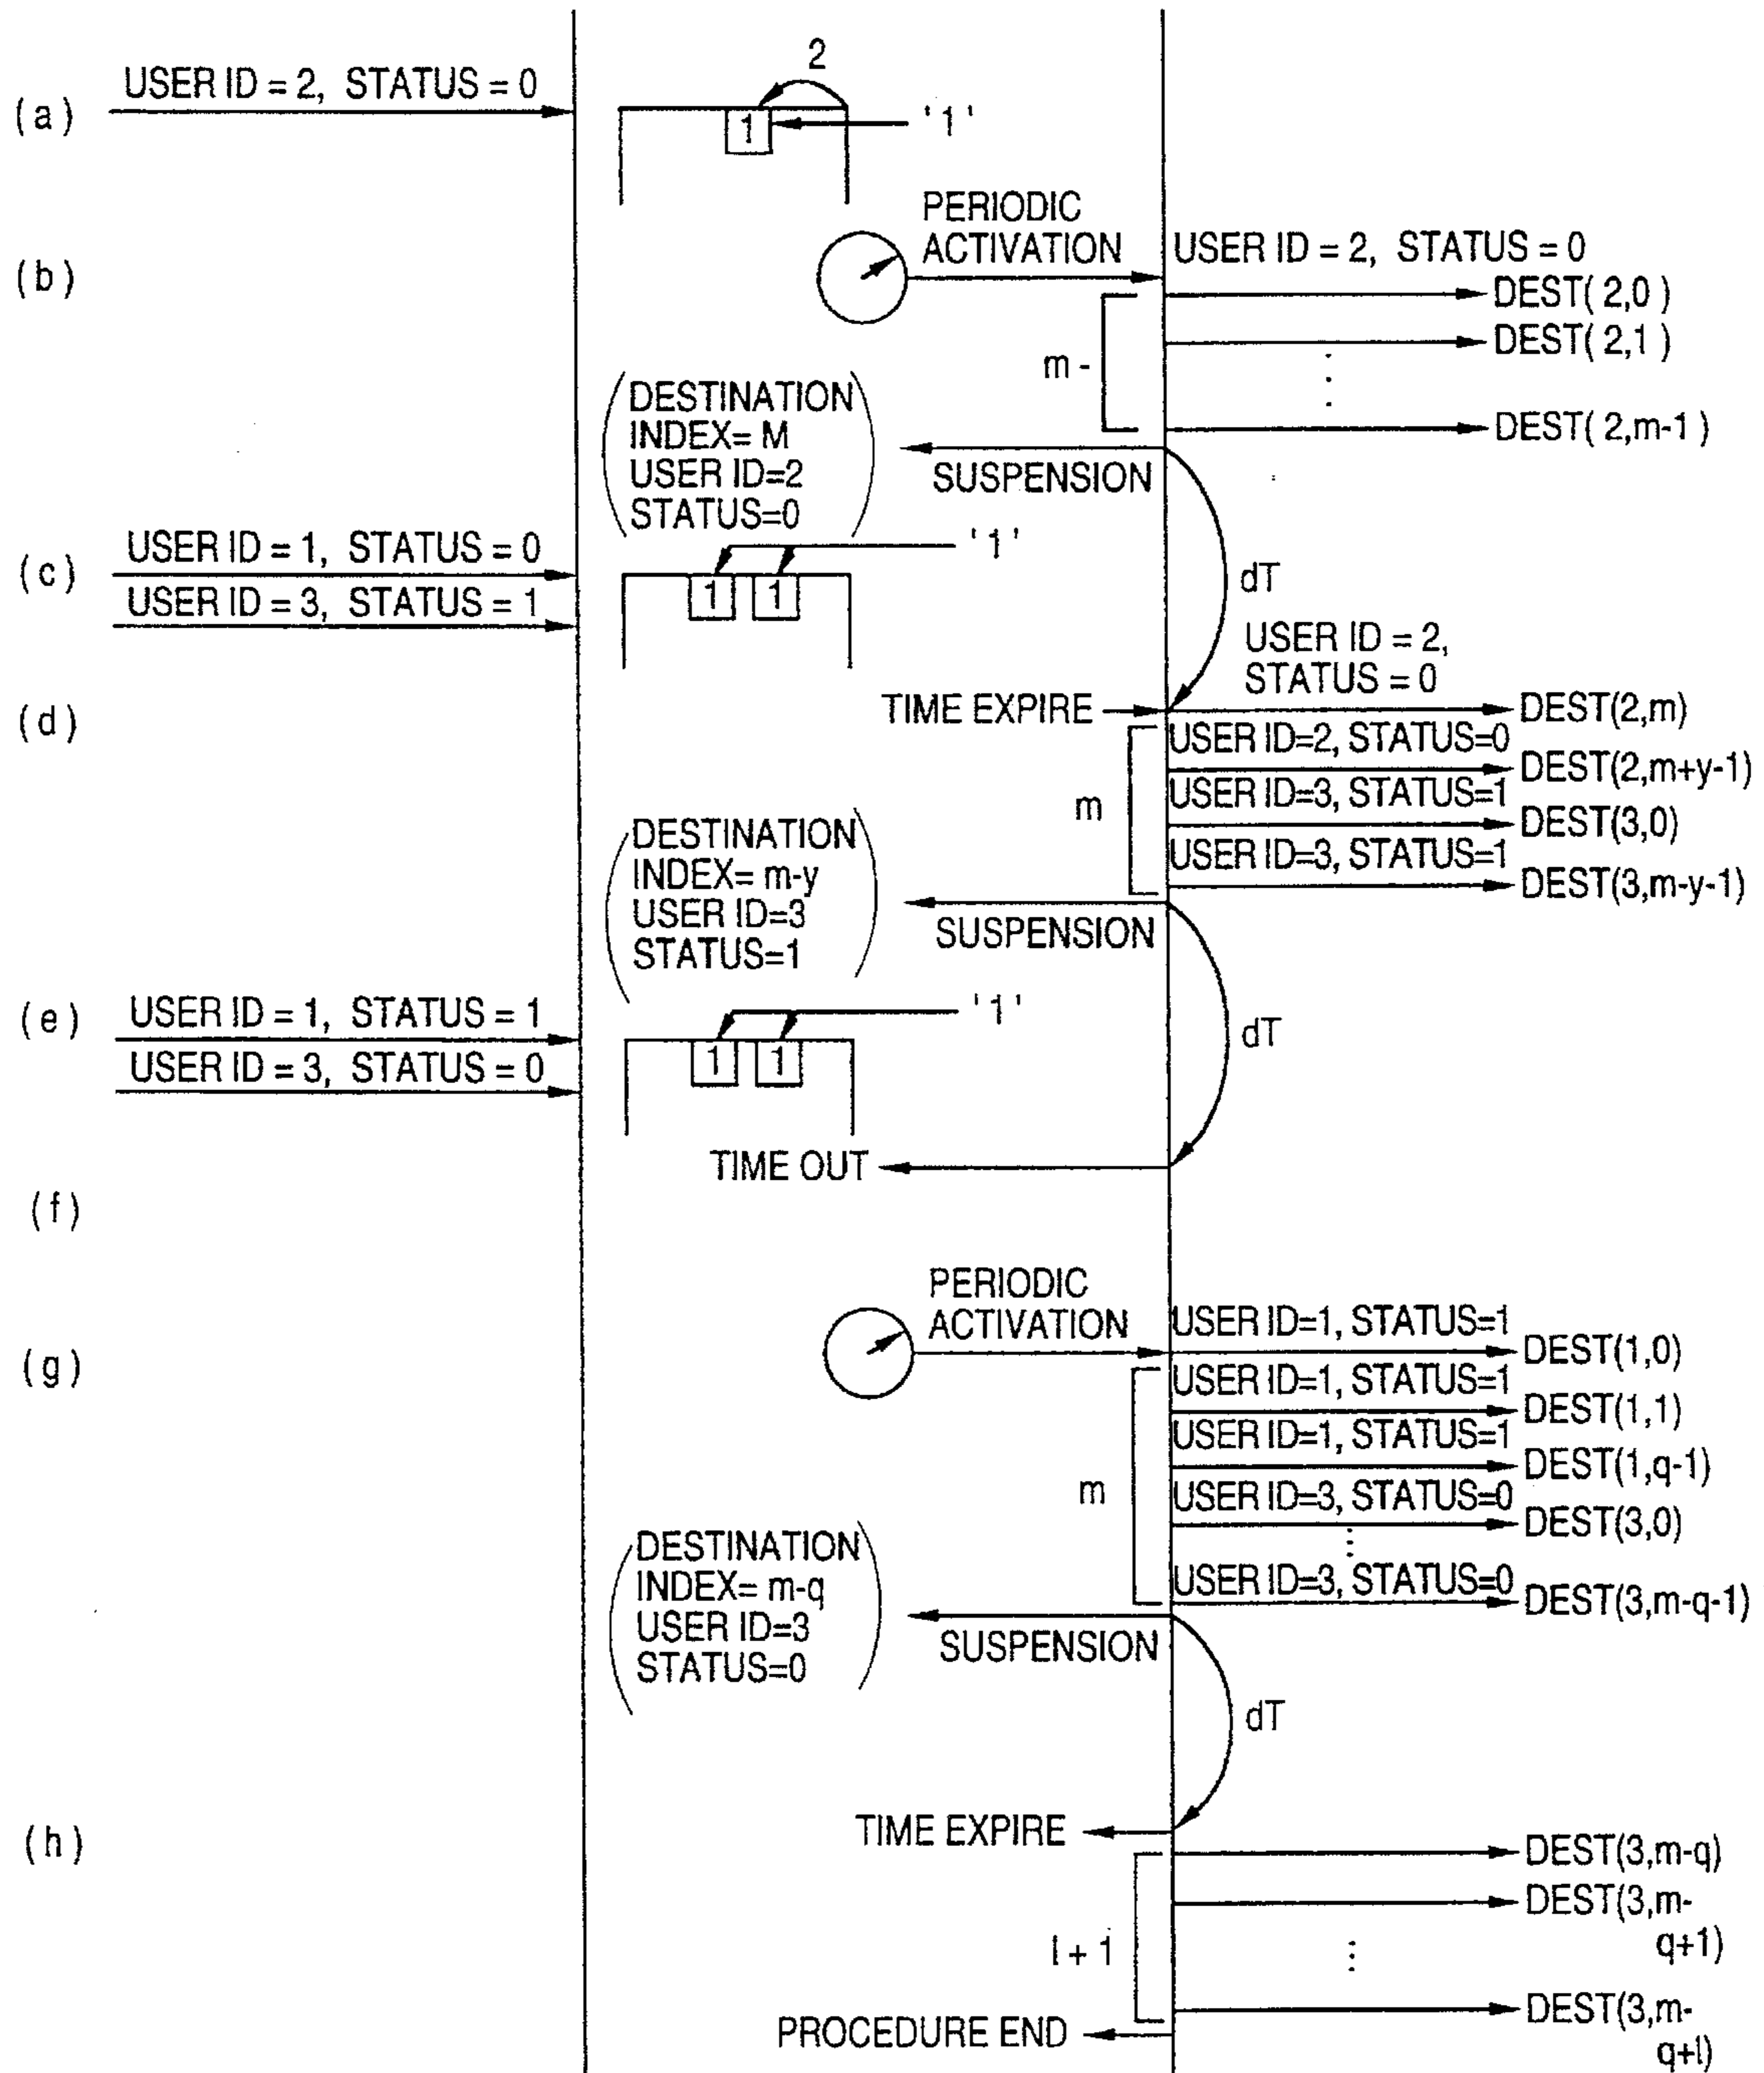 2
(a)
USER ID = 2, STATUS = 0
1
'1'
PERIODIC
ACTIVATION
(b)
USER ID = 2, STATUS = 0
DEST( 2,0 )
DEST( 2,1 )
m -
⋮
DEST( 2,m-1 )
(DESTINATION
INDEX= M
USER ID=2
STATUS=0)
SUSPENSION
(c)
USER ID = 1, STATUS = 0
USER ID = 3, STATUS = 1
'1'
1 1
dT
USER ID = 2,
STATUS = 0
(d)
TIME EXPIRE
DEST(2,m)
USER ID=2, STATUS=0
DEST(2,m+y-1)
m
USER ID=3, STATUS=1
DEST(3,0)
USER ID=3, STATUS=1
DEST(3,m-y-1)
(DESTINATION
INDEX= m-y
USER ID=3
STATUS=1)
SUSPENSION
(e)
USER ID = 1, STATUS = 1
USER ID = 3, STATUS = 0
'1'
1 1
dT
TIME OUT
(f)
PERIODIC
ACTIVATION
(g)
USER ID=1, STATUS=1
DEST(1,0)
USER ID=1, STATUS=1
DEST(1,1)
USER ID=1, STATUS=1
DEST(1,q-1)
m
USER ID=3, STATUS=0
DEST(3,0)
⋮
USER ID=3, STATUS=0
DEST(3,m-q-1)
(DESTINATION
INDEX= m-q
USER ID=3
STATUS=0)
SUSPENSION
dT
(h)
TIME EXPIRE
DEST(3,m-q)
DEST(3,m-
q+1)
l + 1
⋮
DEST(3,m-
q+l)
PROCEDURE END